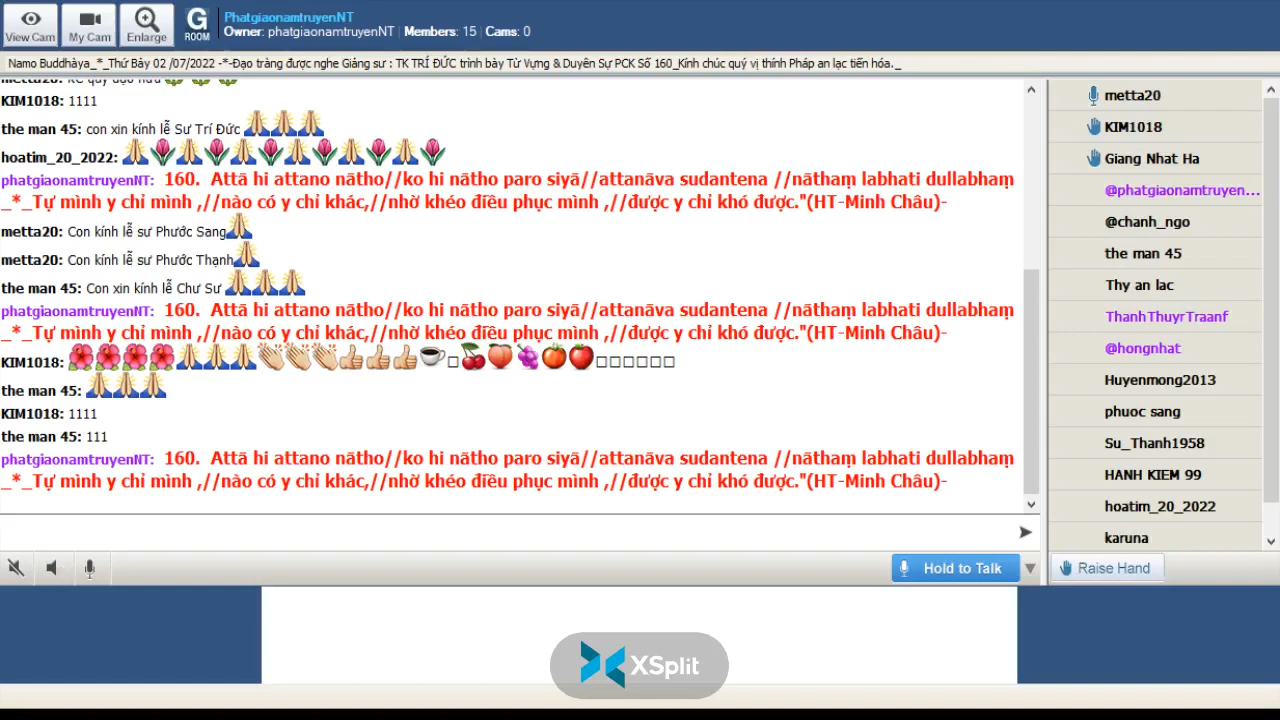 View Cam
My Cam
Enlarge
G
ROOM
PhatgiaonamtruyenNT
Owner: phatgiaonamtruyenNT | Members: 15 | Cams: 0
Namo Buddhàya_*_Thứ Bảy 02 /07/2022 -*-Đạo tràng được nghe Giảng sư : TK TRÍ ĐỨC trình bày Từ Vựng & Duyên Sự PCK Số 160_Kính chúc quý vị thính Pháp an lạc tiến hóa._
KIM1018: 1111
the man 45: con xin kính lễ Sư Trí Đức 🙏🙏🙏
hoatim_20_2022: 🙏🌷🙏🌷🙏🌷🙏🌷🙏🌷🙏🌷
phatgiaonamtruyenNT: 160. Attā hi attano nātho//ko hi nātho paro siyā//attanāva sudantena //nāthaṃ labhati dullabhaṃ
_*_Tự mình y chỉ mình ,//nào có y chỉ khác,//nhờ khéo điều phục mình ,//được y chỉ khó được."(HT-Minh Châu)-
metta20: Con kính lễ sư Phước Sang🙏
metta20: Con kính lễ sư Phước Thạnh🙏
the man 45: Con xin kính lễ Chư Sư 🙏🙏🙏
phatgiaonamtruyenNT: 160. Attā hi attano nātho//ko hi nātho paro siyā//attanāva sudantena //nāthaṃ labhati dullabhaṃ
_*_Tự mình y chỉ mình ,//nào có y chỉ khác,//nhờ khéo điều phục mình ,//được y chỉ khó được."(HT-Minh Châu)-
KIM1018: 🌺🌺🌺🌺🙏🙏🙏👏👏👏👍👍👍☕□🍒🍑🍇🍊🍎□□□□□□
the man 45: 🙏🙏🙏
KIM1018: 1111
the man 45: 111
phatgiaonamtruyenNT: 160. Attā hi attano nātho//ko hi nātho paro siyā//attanāva sudantena //nāthaṃ labhati dullabhaṃ
_*_Tự mình y chỉ mình ,//nào có y chỉ khác,//nhờ khéo điều phục mình ,//được y chỉ khó được."(HT-Minh Châu)-
Hold to Talk
metta20
KIM1018
Giang Nhat Ha
@phatgiaonamtruyen...
@chanh_ngo
the man 45
Thy an lac
ThanhThuyrTraanf
@hongnhat
Huyenmong2013
phuoc sang
Su_Thanh1958
HANH KIEM 99
hoatim_20_2022
karuna
Raise Hand
XSplit